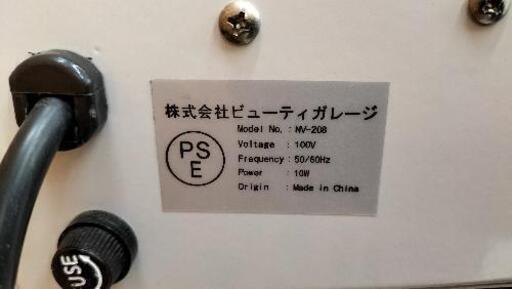 株式会社ビューティガレージ
PS
E
Model No. : NV-208
Voltage : 100V
Frequency : 50/60Hz
Power : 10W
Origin : Made in China
FUSE